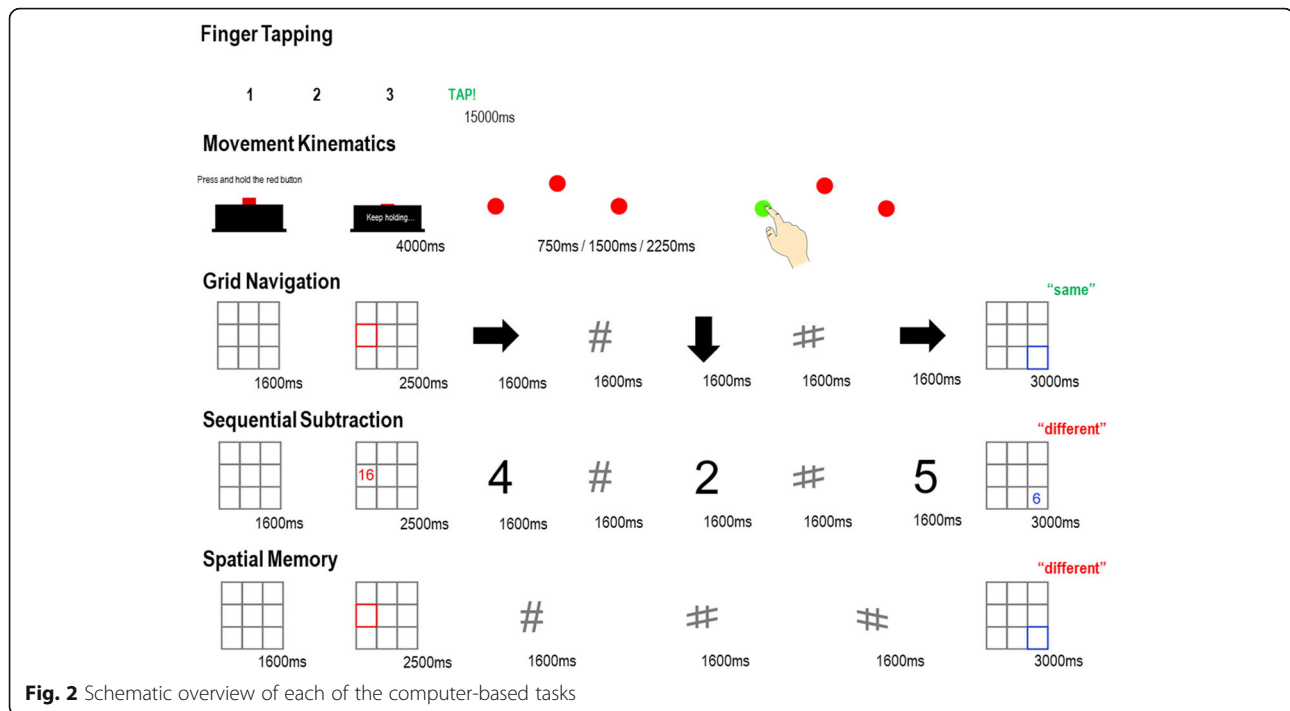 Finger Tapping
1 2 3 TAP!
15000ms
Movement Kinematics
Press and hold the red button
Keep holding...
4000ms 750ms / 1500ms / 2250ms
Grid Navigation "same"
# #
1600ms 2500ms 1600ms 1600ms 1600ms 1600ms 1600ms 3000ms
Sequential Subtraction "different"
16 4 # 2 # 5 6
1600ms 2500ms 1600ms 1600ms 1600ms 1600ms 1600ms 3000ms
Spatial Memory "different"
# # #
1600ms 2500ms 1600ms 1600ms 1600ms 3000ms
Fig. 2 Schematic overview of each of the computer-based tasks